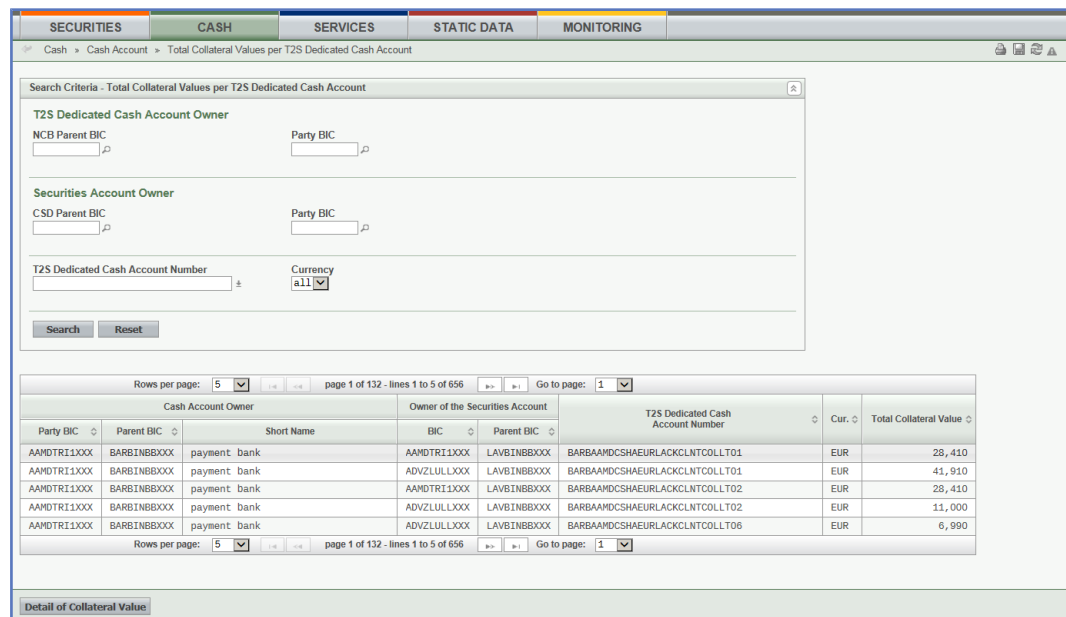 SECURITIES CASH SERVICES STATIC DATA MONITORING
Cash » Cash Account » Total Collateral Values per T2S Dedicated Cash Account
Search Criteria - Total Collateral Values per T2S Dedicated Cash Account
T2S Dedicated Cash Account Owner
NCB Parent BIC Party BIC
Securities Account Owner
CSD Parent BIC Party BIC
T2S Dedicated Cash Account Number Currency
all
Search Reset
Rows per page: 5 page 1 of 132 - lines 1 to 5 of 656 Go to page: 1
Cash Account Owner Owner of the Securities Account T2S Dedicated Cash Account Number Cur. Total Collateral Value
Party BIC Parent BIC Short Name BIC Parent BIC
AAMDTRI1XXX BARBINBBXXX payment bank AAMDTRI1XXX LAVBINBBXXX BARBAAMDCSHAEURLACKCLNTCOLLT01 EUR 28,410
AAMDTRI1XXX BARBINBBXXX payment bank ADVZLULLXXX LAVBINBBXXX BARBAAMDCSHAEURLACKCLNTCOLLT01 EUR 41,910
AAMDTRI1XXX BARBINBBXXX payment bank AAMDTRI1XXX LAVBINBBXXX BARBAAMDCSHAEURLACKCLNTCOLLT02 EUR 28,410
AAMDTRI1XXX BARBINBBXXX payment bank ADVZLULLXXX LAVBINBBXXX BARBAAMDCSHAEURLACKCLNTCOLLT02 EUR 11,000
AAMDTRI1XXX BARBINBBXXX payment bank ADVZLULLXXX LAVBINBBXXX BARBAAMDCSHAEURLACKCLNTCOLLT06 EUR 6,990
Rows per page: 5 page 1 of 132 - lines 1 to 5 of 656 Go to page: 1
Detail of Collateral Value